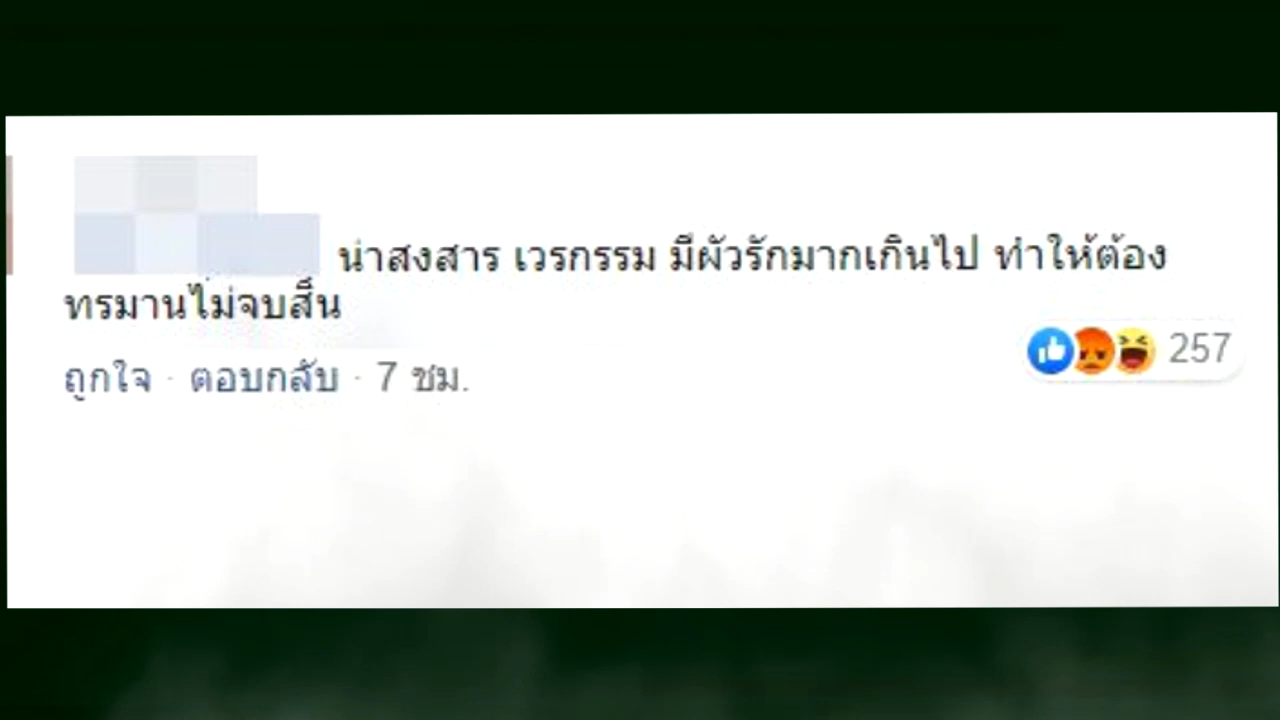 น่าสงสาร เวรกรรม มีผัวรักมากเกินไป ทำให้ต้อง
ทรมานไม่จบสิ้น
257
ถูกใจ · ตอบกลับ · 7 ชม.